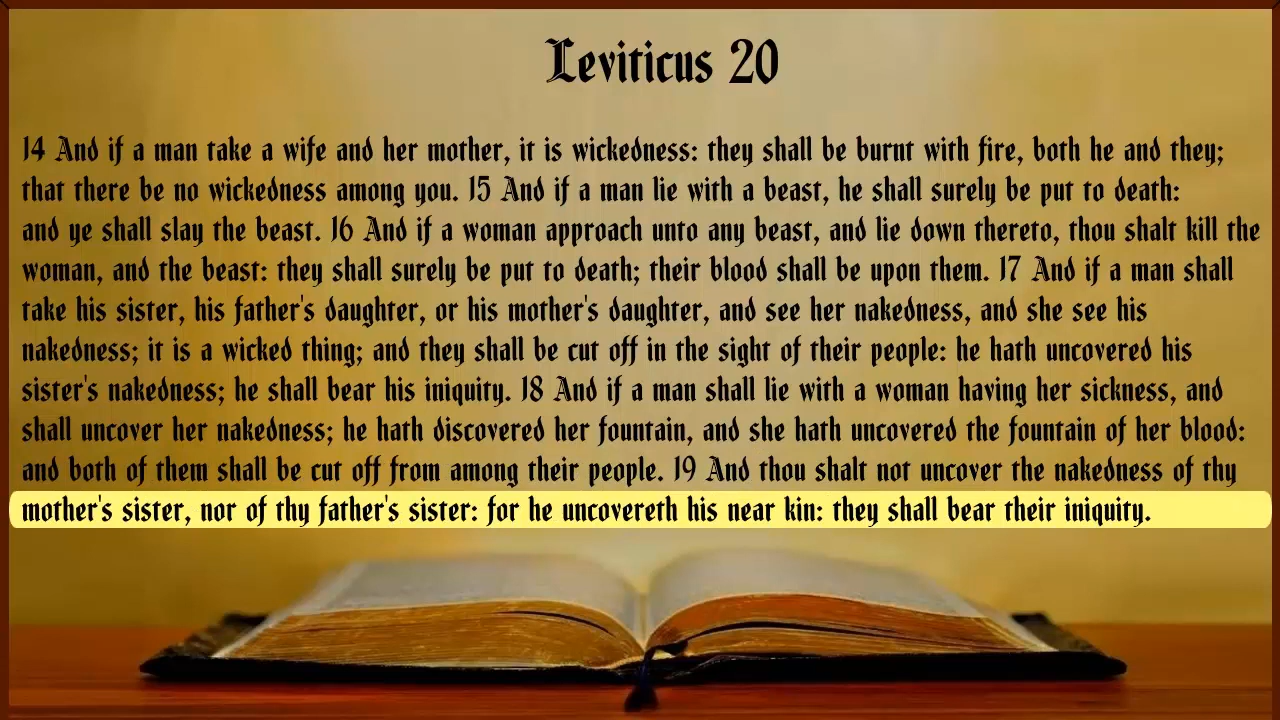 Leviticus 20
14 And if a man take a wife and her mother, it is wickedness: they shall be burnt with fire, both he and they;
that there be no wickedness among you. 15 And if a man lie with a beast, he shall surely be put to death:
and ye shall slay the beast. 16 And if a woman approach unto any beast, and lie down thereto, thou shalt kill the
woman, and the beast: they shall surely be put to death; their blood shall be upon them. 17 And if a man shall
take his sister, his father's daughter, or his mother's daughter, and see her nakedness, and she see his
nakedness; it is a wicked thing; and they shall be cut off in the sight of their people: he hath uncovered his
sister's nakedness; he shall bear his iniquity. 18 And if a man shall lie with a woman having her sickness, and
shall uncover her nakedness; he hath discovered her fountain, and she hath uncovered the fountain of her blood:
and both of them shall be cut off from among their people. 19 And thou shalt not uncover the nakedness of thy
mother's sister, nor of thy father's sister: for he uncovereth his near kin: they shall bear their iniquity.